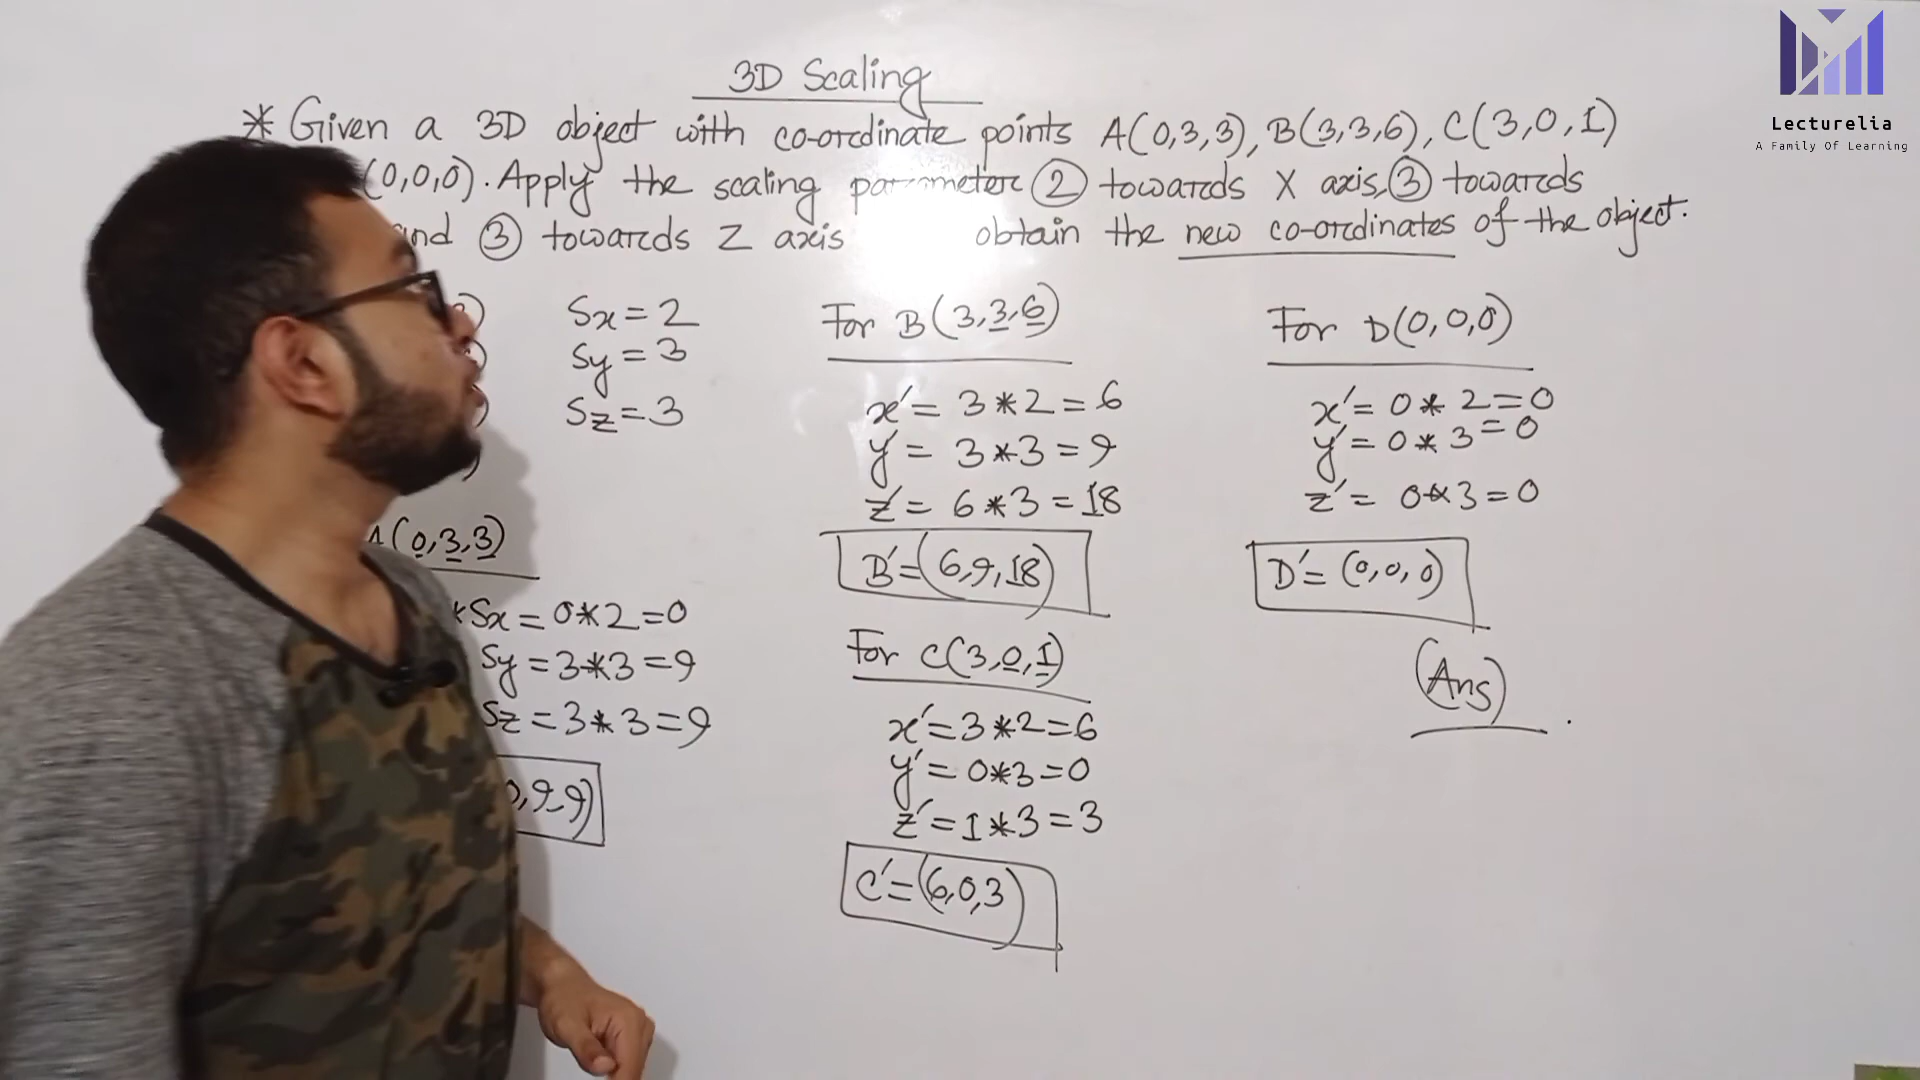 3D Scaling
* Given a 3D object with co-ordinate points A(0,3,3), B(3,3,6), C(3,0,1)
(0,0,0). Apply the scaling parameter 2 towards X axis, 3 towards
and 3 towards Z axis obtain the new co-ordinates of the object.
Sx = 2
Sy = 3
Sz = 3
A(0,3,3)
*Sx = 0*2 = 0
Sy = 3*3 = 9
Sz = 3*3 = 9
0,9,9)
For B(3,3,6)
x' = 3*2 = 6
y' = 3*3 = 9
z' = 6*3 = 18
B' = (6,9,18)
For C(3,0,1)
x' = 3*2 = 6
y' = 0*3 = 0
z' = 1*3 = 3
C' = (6,0,3)
For D(0,0,0)
x' = 0*2 = 0
y' = 0*3 = 0
z' = 0*3 = 0
D' = (0,0,0)
(Ans)
Lecturelia
A Family Of Learning